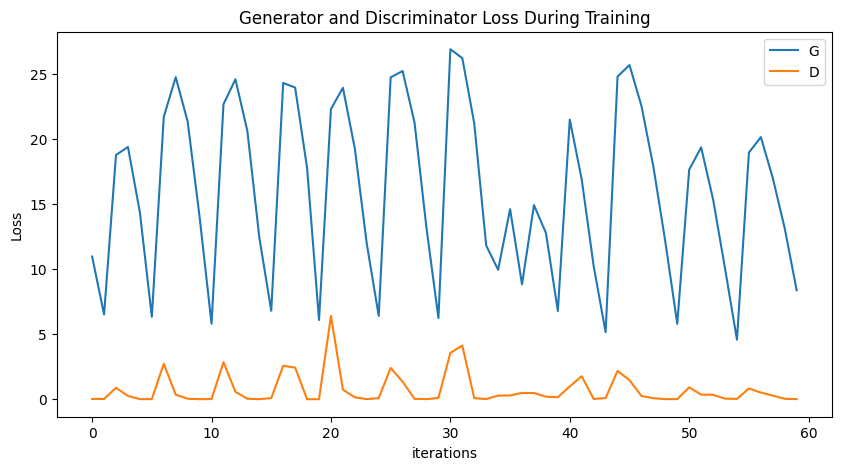 Generator and Discriminator Loss During Training
G
D
Loss
25
20
15
10
5
0
0 10 20 30 40 50 60
iterations